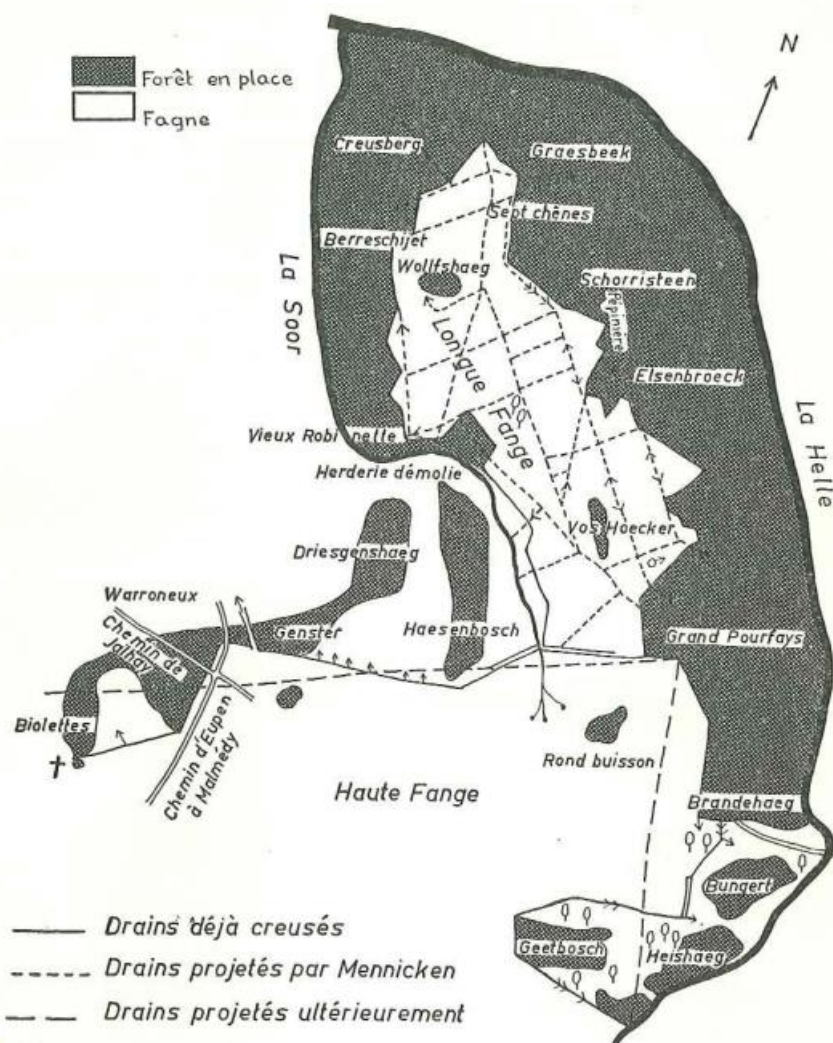 N
Forêt en place
Fagne
Creusberg
Graesbeek
Sept chênes
Berreschijet
Wollfshaeg
Schorristeen
Pépinière
La Soor
Longue
Fange
Elsenbroeck
La Helle
Vieux Robinette
Herderie démolie
Vos Hoecker
Driesgenshaeg
Warroneux
Chemin de
Jalhay
Genster
Haesenbosch
Grand Pourfays
Biolettes
Chemin d'Eupen
à Malmédy
Rond buisson
Haute Fange
Brandehaeg
Bungert
Geetbosch
Heishaeg
Drains déjà creusés
Drains projetés par Mennicken
Drains projetés ultérieurement